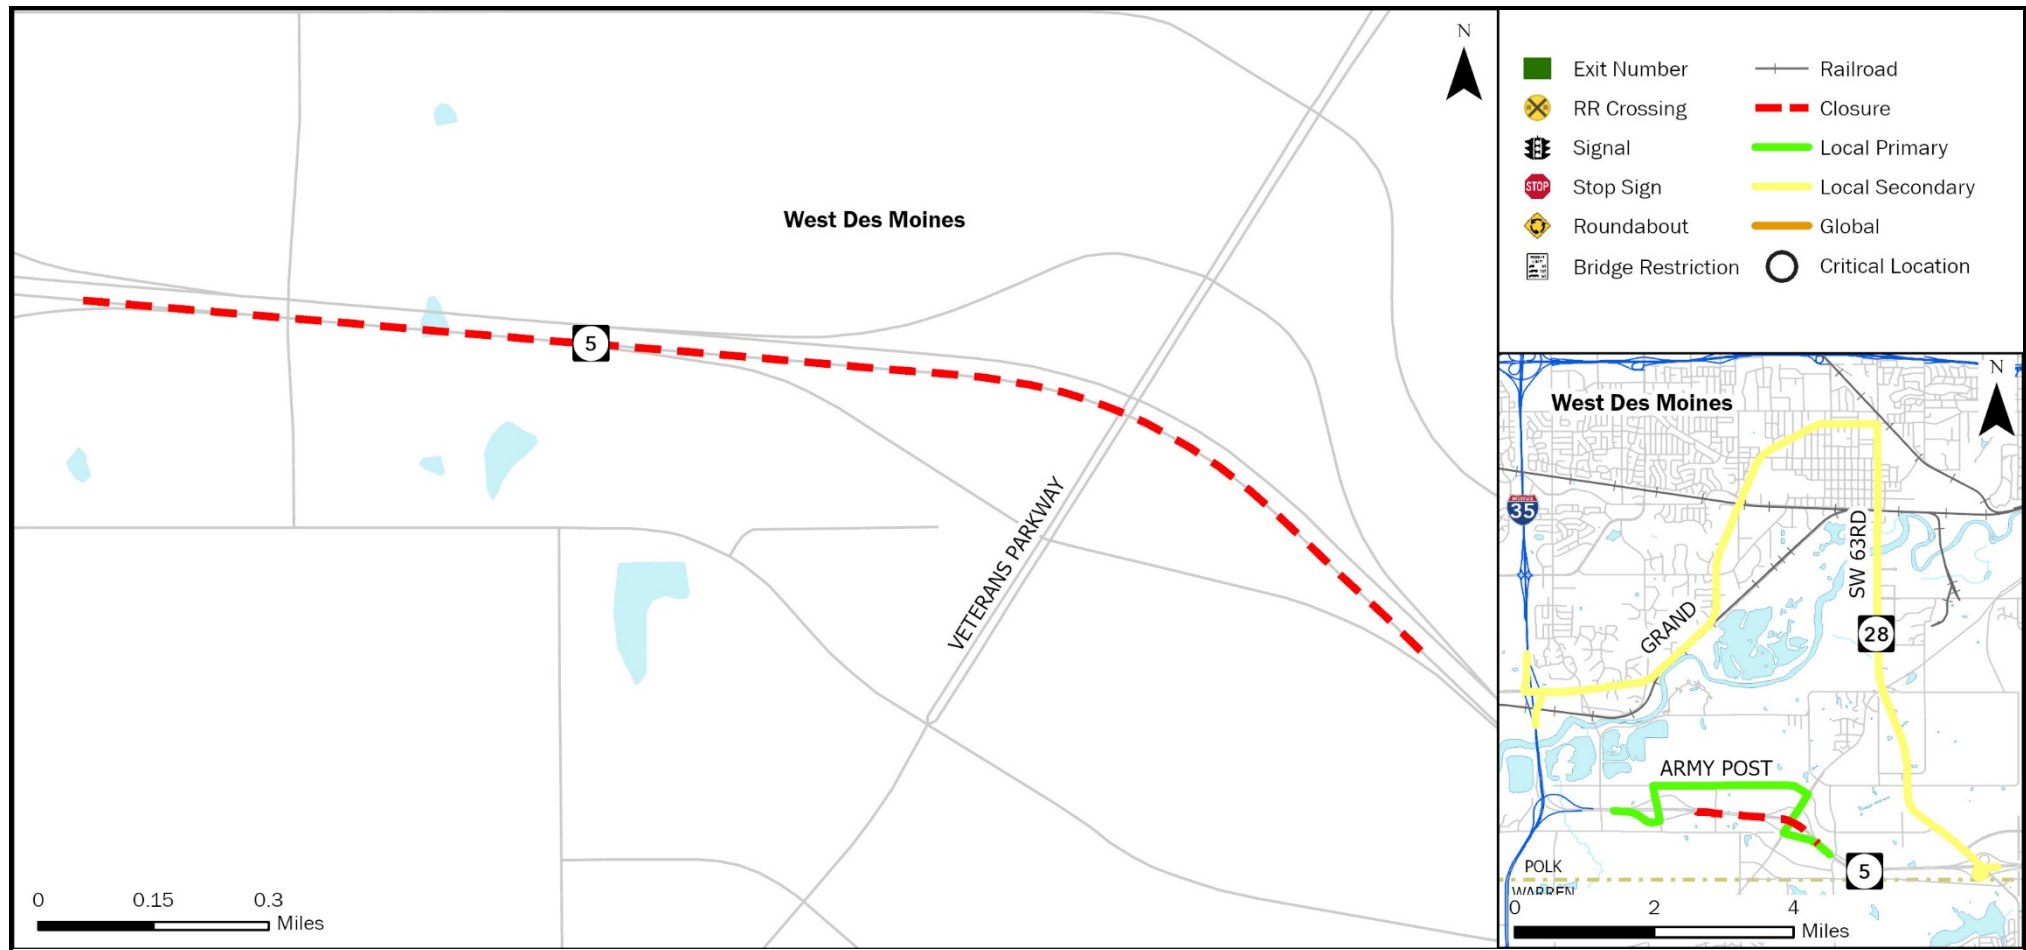 N
West Des Moines
5
VETERANS PARKWAY
0 0.15 0.3
Miles
Exit Number
RR Crossing
Signal
STOP Stop Sign
Roundabout
Bridge Restriction
Railroad
Closure
Local Primary
Local Secondary
Global
Critical Location
N
West Des Moines
35
SW 63RD
GRAND
28
ARMY POST
5
POLK
WARREN
0 2 4
Miles